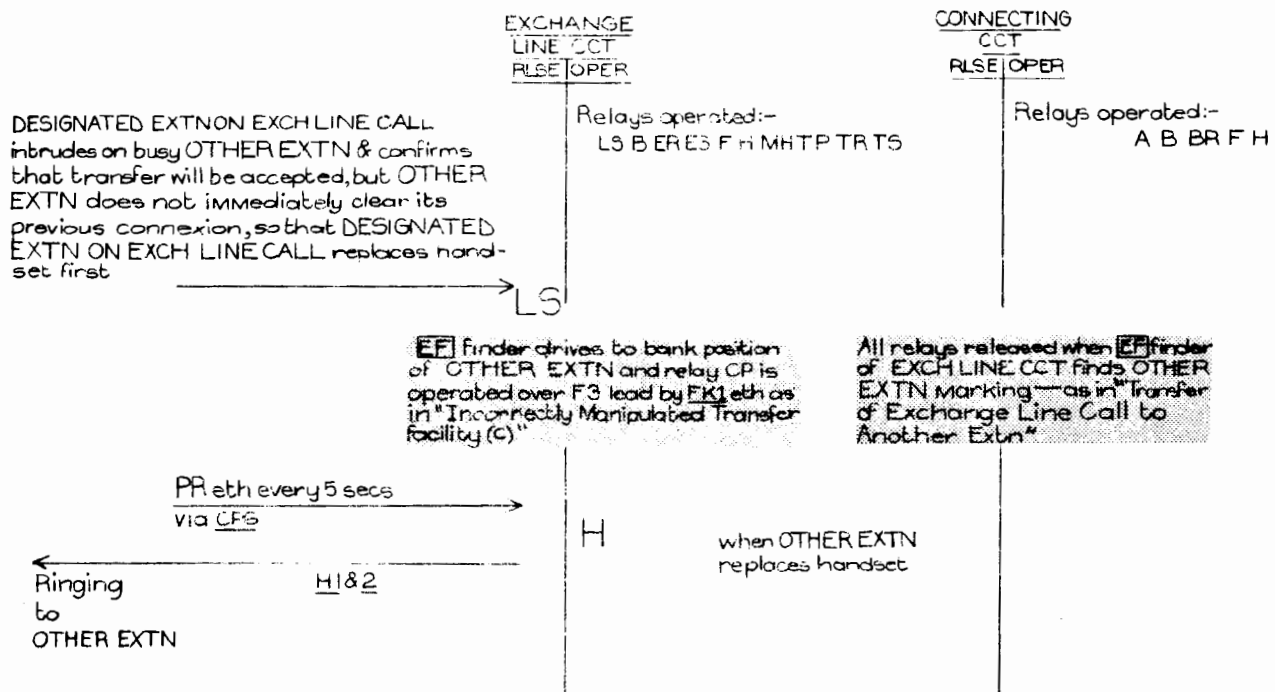 EXCHANGE
LINE CCT
RLSE OPER
CONNECTING
CCT
RLSE OPER
Relays operated:-
LS B ER ES F H MHTP TR TS
Relays operated:-
A B BR F H
DESIGNATED EXTN ON EXCH LINE CALL
intrudes on busy OTHER EXTN & confirms
that transfer will be accepted, but OTHER
EXTN does not immediately clear its
previous connexion, so that DESIGNATED
EXTN ON EXCH LINE CALL replaces hand-
set first
LS
EF finder drives to bank position
of OTHER EXTN and relay CP is
operated over F3 lead by FK1 eth as
in "Incorrectly Manipulated Transfer
facility (C)"
All relays released when EF finder
of EXCH LINE CCT finds OTHER
EXTN Marking — as in "Transfer
of Exchange Line Call to
Another Extn"
PR eth every 5 secs
via
H
when OTHER EXTN
replaces handset
H1 & 2
Ringing
to
OTHER EXTN